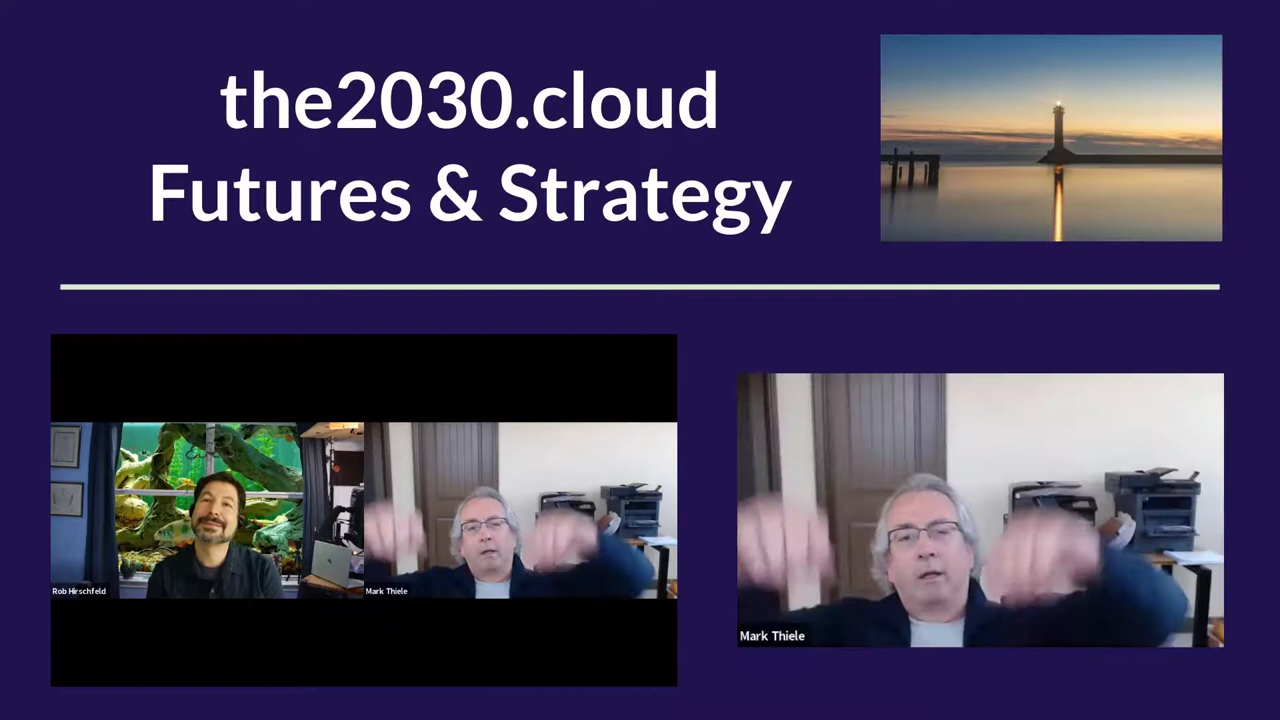 the2030.cloud
Futures & Strategy
Rob Hirschfeld
Mark Thiele
Mark Thiele